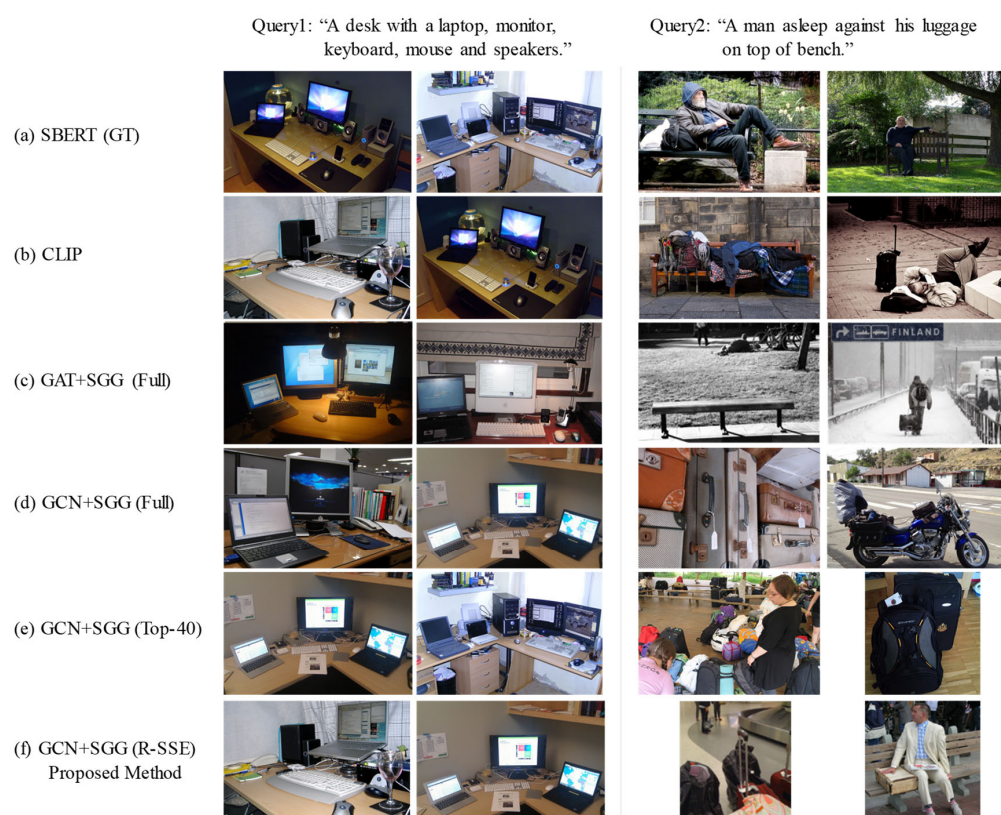 Query1: “A desk with a laptop, monitor,
keyboard, mouse and speakers.”
Query2: “A man asleep against his luggage
on top of bench.”
(a) SBERT (GT)
(b) CLIP
(c) GAT+SGG (Full)
FINLAND
(d) GCN+SGG (Full)
(e) GCN+SGG (Top-40)
(f) GCN+SGG (R-SSE)
Proposed Method